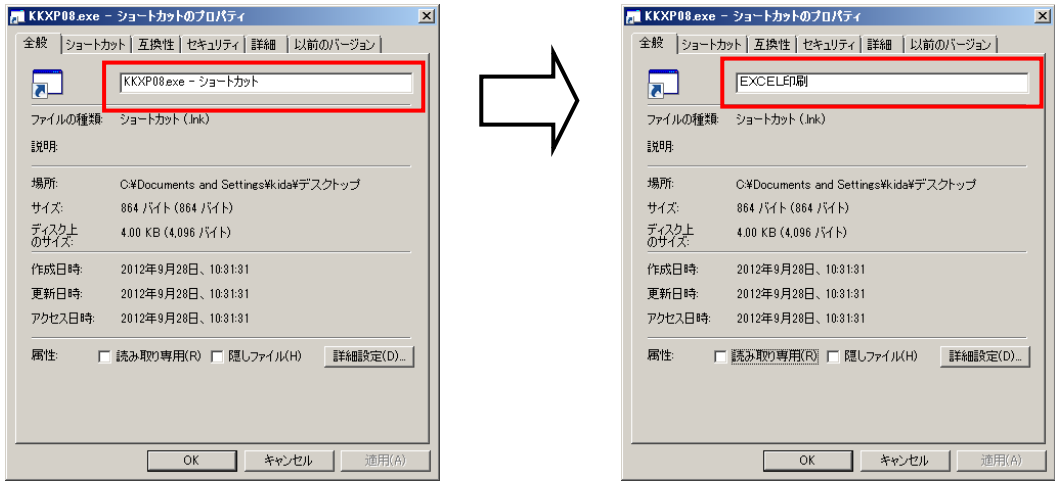 KKXP08.exe - ショートカットのプロパティ
全般 ショートカット 互換性 セキュリティ 詳細 以前のバージョン
KKXP08.exe - ショートカット
ファイルの種類: ショートカット (.lnk)
説明:
場所: C:¥Documents and Settings¥kida¥デスクトップ
サイズ: 864 バイト (864 バイト)
ディスク上
のサイズ: 4.00 KB (4,096 バイト)
作成日時: 2012年9月28日、10:31:31
更新日時: 2012年9月28日、10:31:31
アクセス日時: 2012年9月28日、10:31:31
属性: 読み取り専用(R) 隠しファイル(H) 詳細設定(D)...
OK キャンセル 適用(A)
KKXP08.exe - ショートカットのプロパティ
全般 ショートカット 互換性 セキュリティ 詳細 以前のバージョン
EXCEL印刷
ファイルの種類: ショートカット (.lnk)
説明:
場所: C:¥Documents and Settings¥kida¥デスクトップ
サイズ: 864 バイト (864 バイト)
ディスク上
のサイズ: 4.00 KB (4,096 バイト)
作成日時: 2012年9月28日、10:31:31
更新日時: 2012年9月28日、10:31:31
アクセス日時: 2012年9月28日、10:31:31
属性: 読み取り専用(R) 隠しファイル(H) 詳細設定(D)...
OK キャンセル 適用(A)